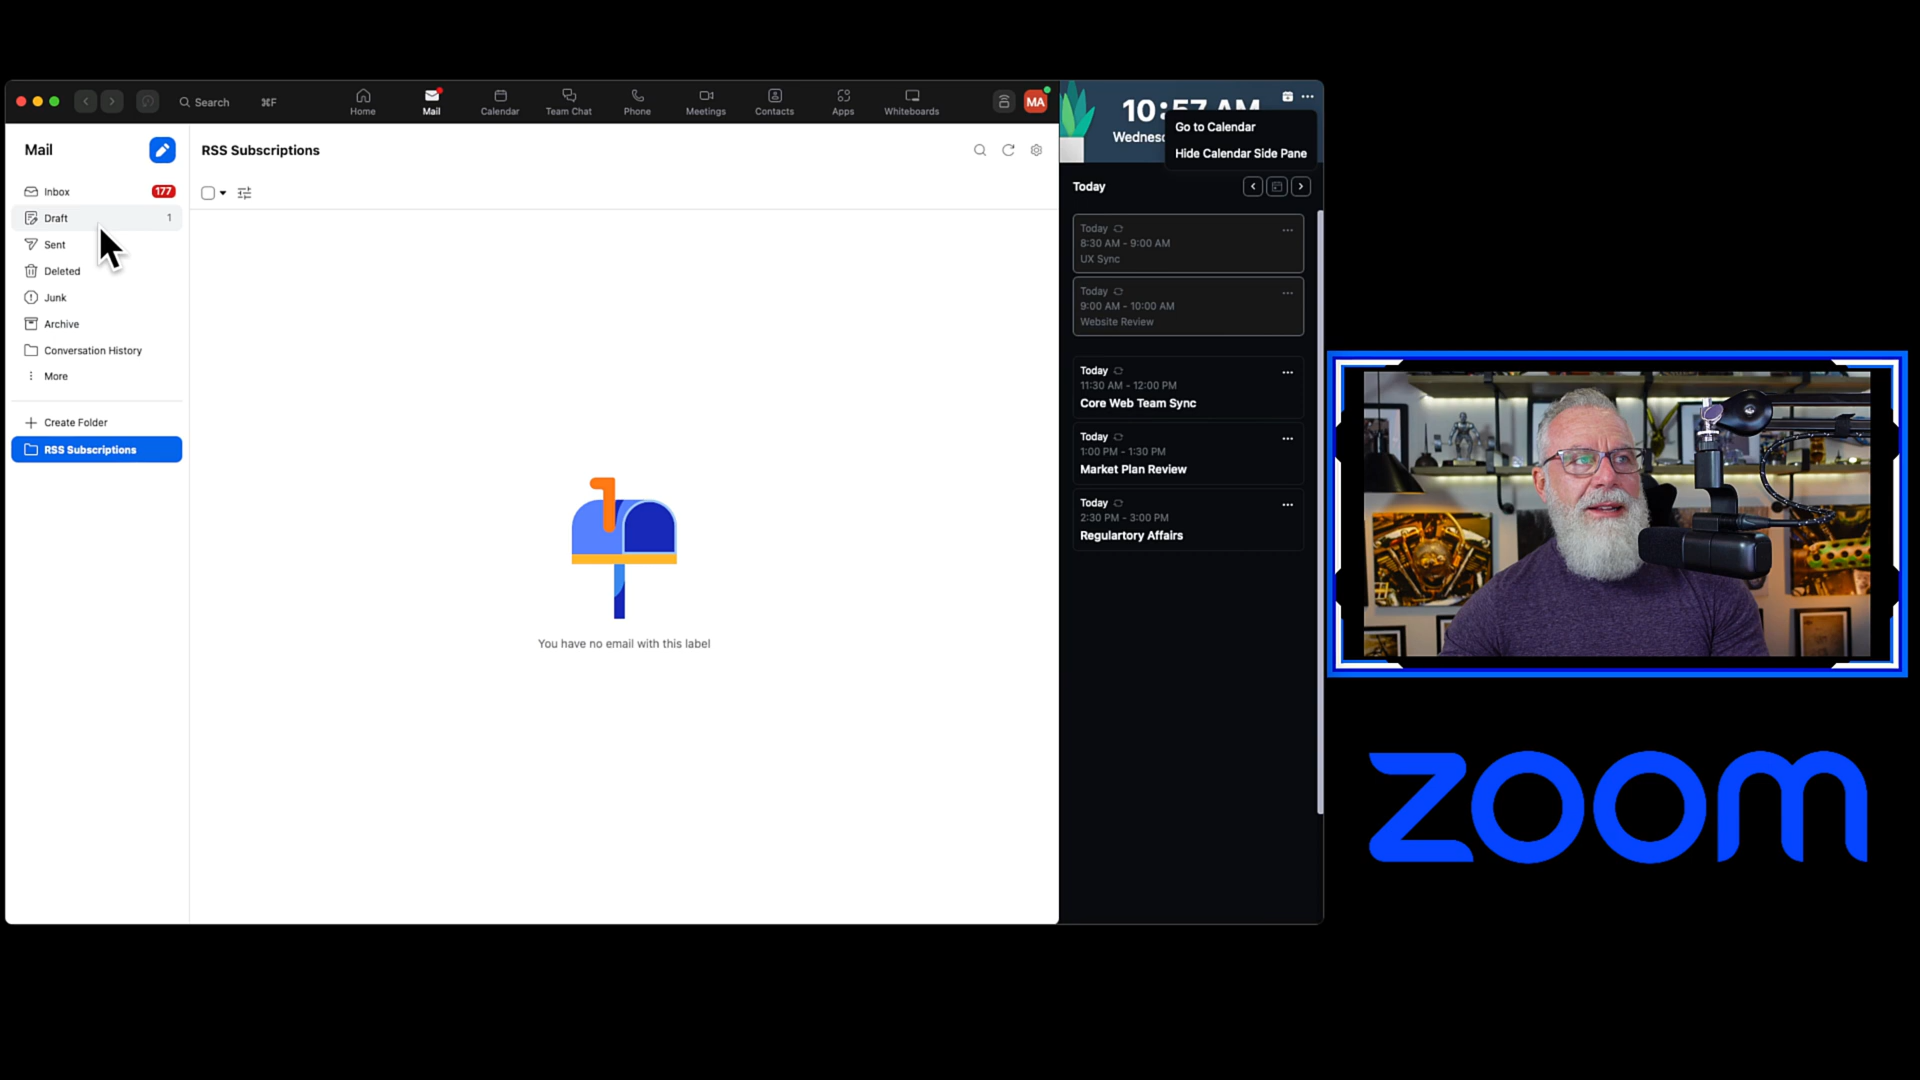 Search
⌘F
Home
Mail
Calendar
Team Chat
Phone
Meetings
Contacts
Apps
Whiteboards
MA
Mail
Inbox 177
Draft 1
Sent
Deleted
Junk
Archive
Conversation History
More
Create Folder
RSS Subscriptions
RSS Subscriptions
You have no email with this label
10:57 AM
Go to Calendar
Hide Calendar Side Pane
Today
Today
8:30 AM - 9:00 AM
UX Sync
Today
9:00 AM - 10:00 AM
Website Review
Today
11:30 AM - 12:00 PM
Core Web Team Sync
Today
1:00 PM - 1:30 PM
Market Plan Review
Today
2:30 PM - 3:00 PM
Regulartory Affairs
zoom